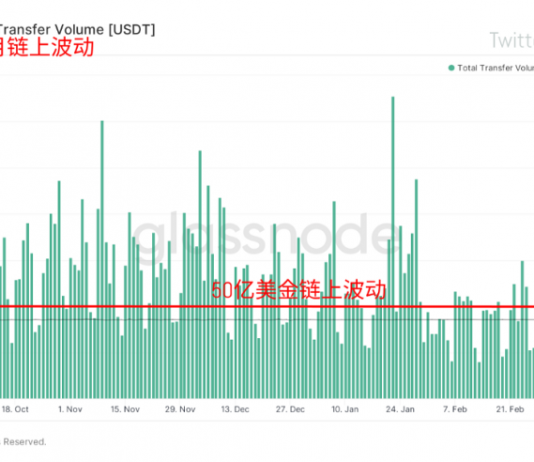 Transfer Volume [USDT]
月链上波动
Twitt
Total Transfer Volu
glassnode
50亿美金链上波动
18. Oct 1. Nov 15. Nov 29. Nov 13. Dec 27. Dec 10. Jan 24. Jan 7. Feb 21. Feb
s Reserved.